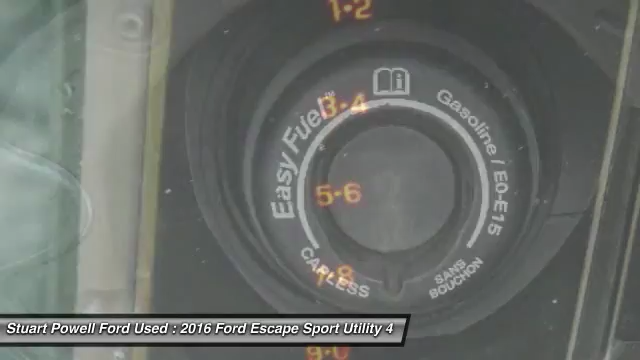 1·2
3·4
Easy Fuel™
Gasoline / E0-E15
5·6
CAPLESS
7·8
SANS
BOUCHON
Stuart Powell Ford Used : 2016 Ford Escape Sport Utility 4
9·0